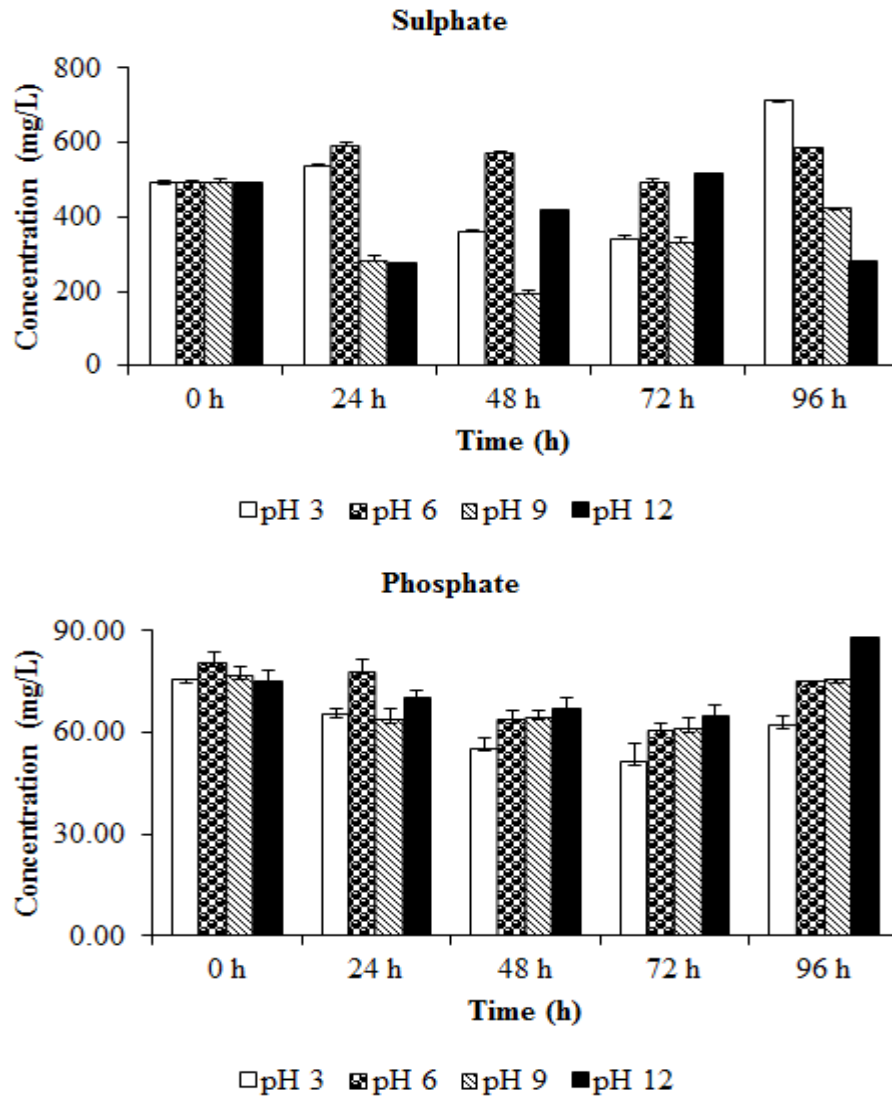 Sulphate
800
600
400
200
0
Concentration (mg/L)
0 h 24 h 48 h 72 h 96 h
Time (h)
pH 3 pH 6 pH 9 pH 12
Phosphate
90.00
60.00
30.00
0.00
Concentration (mg/L)
0 h 24 h 48 h 72 h 96 h
Time (h)
pH 3 pH 6 pH 9 pH 12